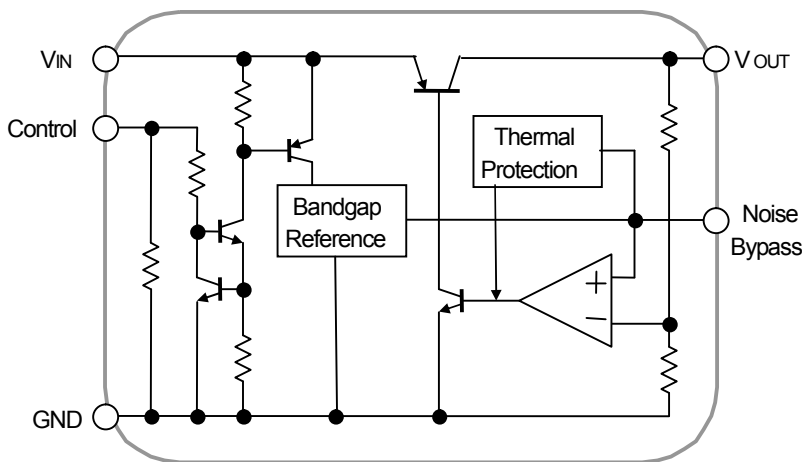 VIN
VOUT
Control
Thermal
Protection
Bandgap
Reference
Noise
Bypass
+
−
GND